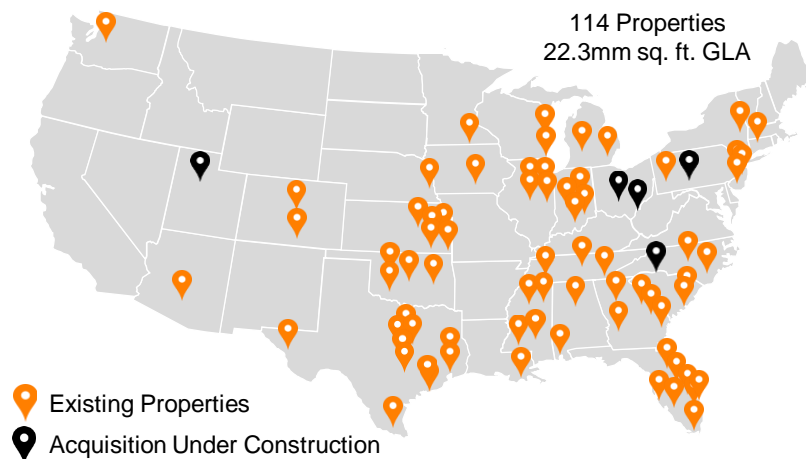 114 Properties
22.3mm sq. ft. GLA
Existing Properties
Acquisition Under Construction